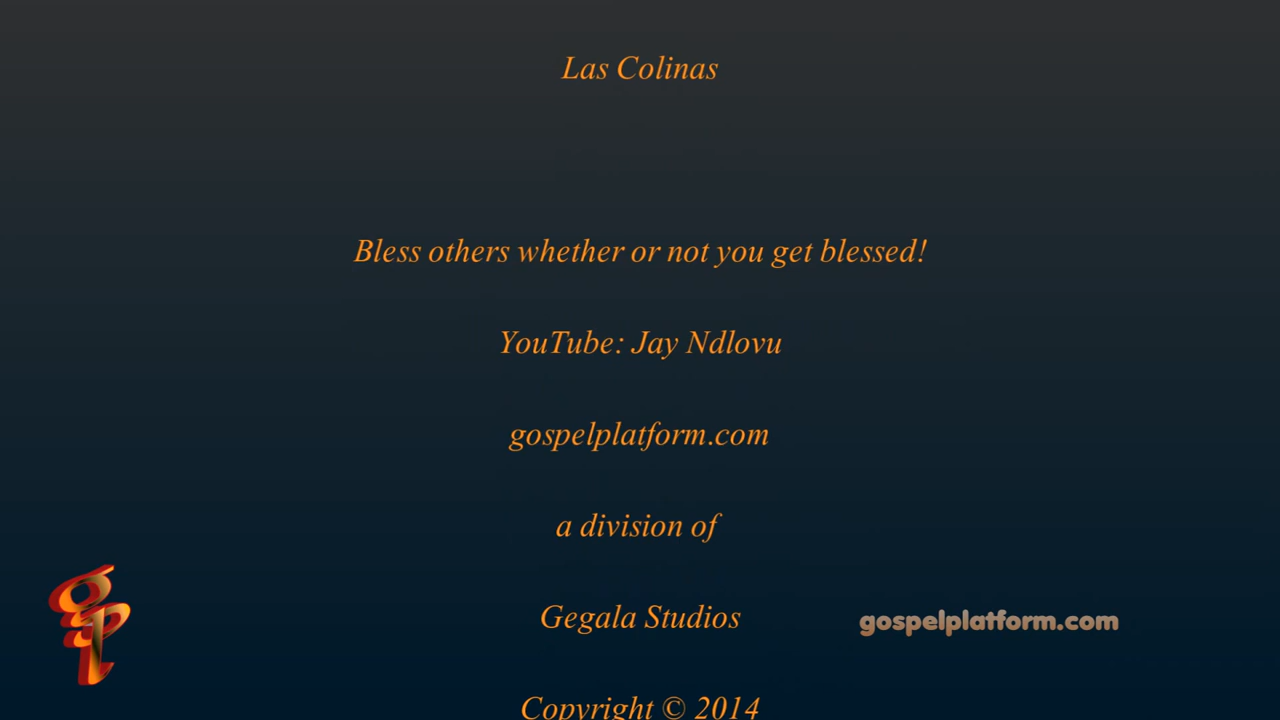 Las Colinas
Bless others whether or not you get blessed!
YouTube: Jay Ndlovu
gospelplatform.com
a division of
Gegala Studios
gospelplatform.com
Copyright © 2014
gpl